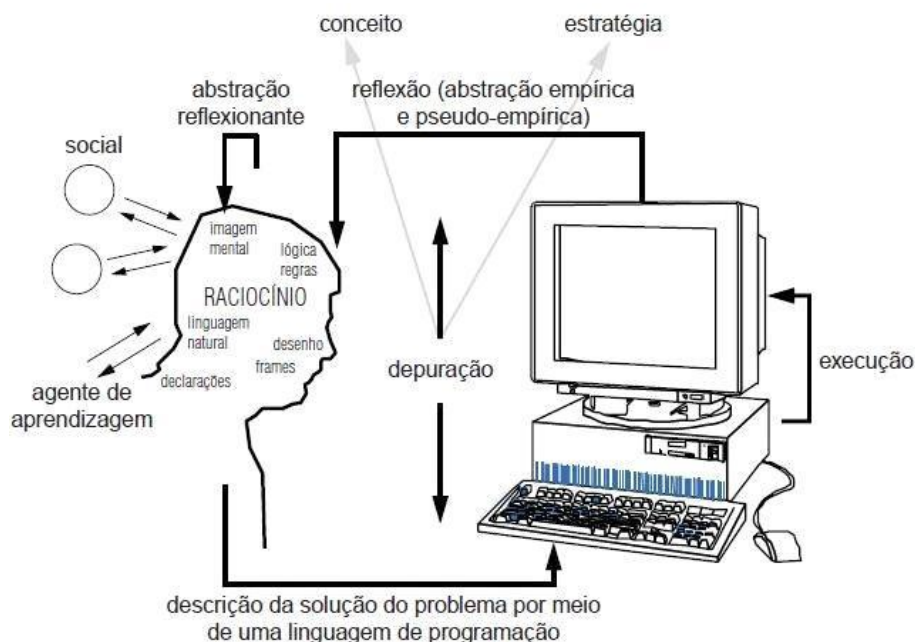 conceito
estratégia
abstração
reflexionante
reflexão (abstração empírica
e pseudo-empírica)
social
imagem
mental
lógica
regras
RACIOCÍNIO
linguagem
natural
desenho
frames
declarações
agente de
aprendizagem
depuração
execução
descrição da solução do problema por meio
de uma linguagem de programação